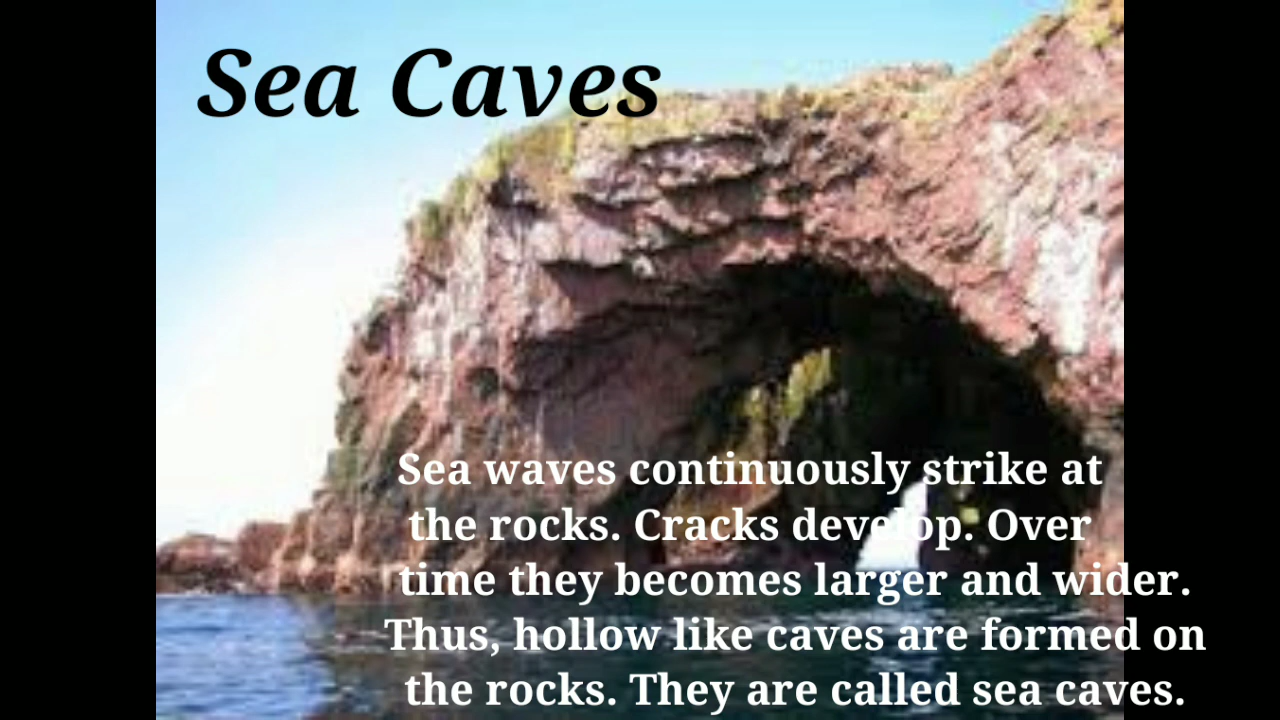 Sea Caves
Sea waves continuously strike at
the rocks. Cracks develop. Over
time they becomes larger and wider.
Thus, hollow like caves are formed on
the rocks. They are called sea caves.